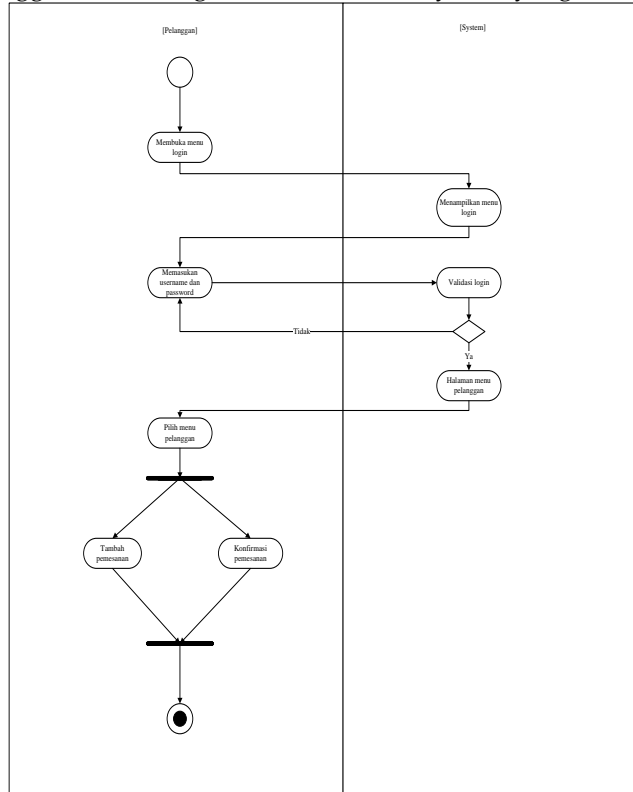 [Pelanggan]
[System]
Membuka menu
login
Menampilkan menu
login
Memasukan
username dan
password
Validasi login
Tidak
Ya
Halaman menu
pelanggan
Pilih menu
pelanggan
Tambah
pemesanan
Konfirmasi
pemesanan